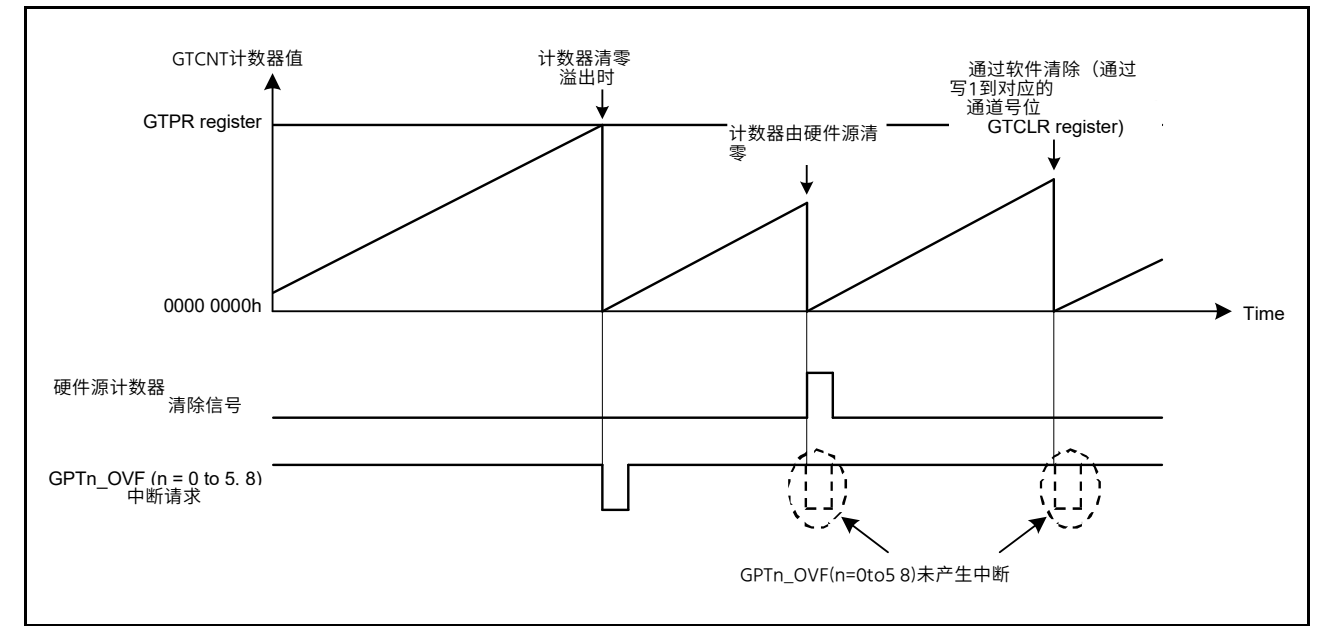 GTCNT计数器值
计数器清零
溢出时
通过软件清除（通过
写1到对应的
通道号位
GTCLR register)
GTPR register
计数器由硬件源清
零
0000 0000h
Time
硬件源计数器
清除信号
GPTn_OVF (n = 0 to 5. 8)
中断请求
GPTn_OVF(n=0to5 8)未产生中断